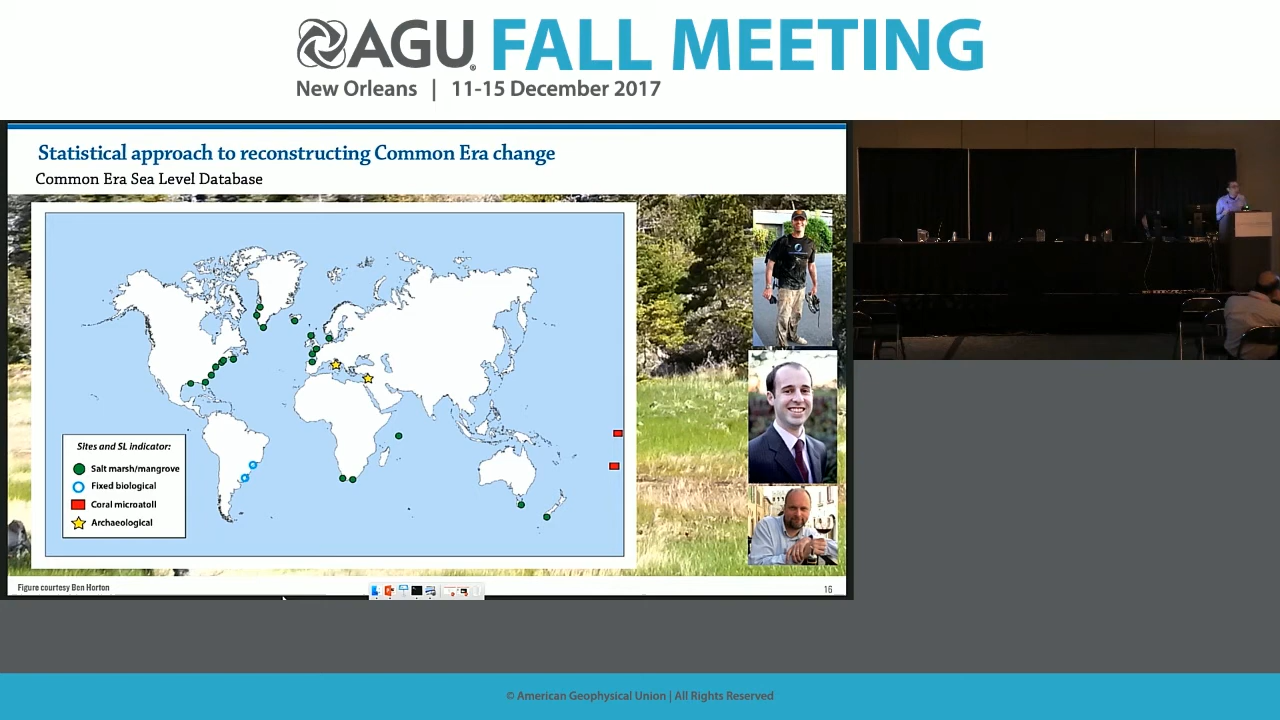 AGU FALL MEETING
New Orleans | 11-15 December 2017
Statistical approach to reconstructing Common Era change
Common Era Sea Level Database
Sites and SL indicator:
Salt marsh/mangrove
Fixed biological
Coral microatoll
Archaeological
Figure courtesy Ben Horton
16
© American Geophysical Union | All Rights Reserved